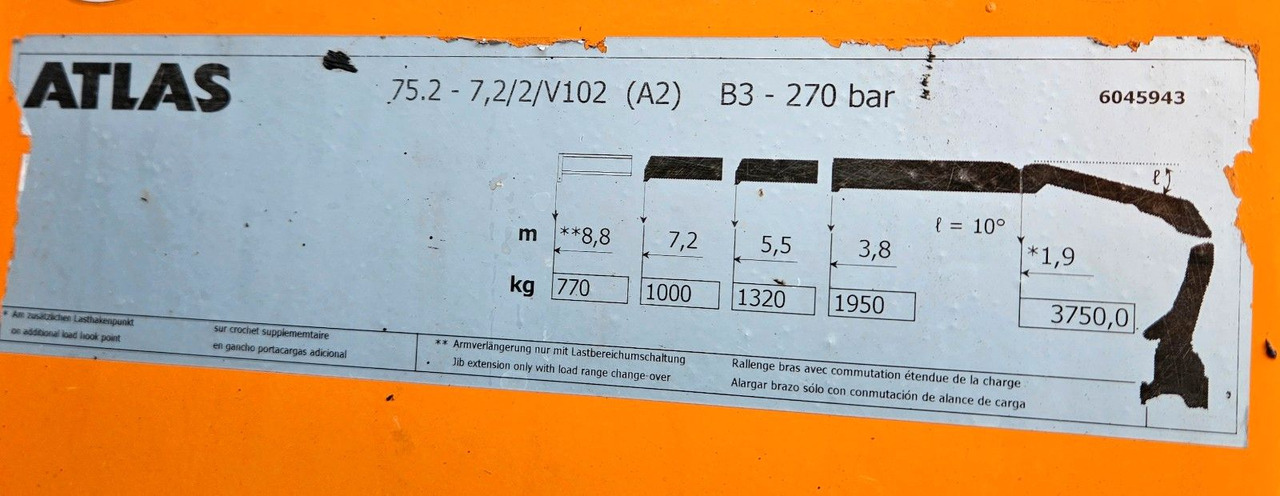 ATLAS
75.2 - 7,2/2/V102 (A2) B3 - 270 bar
6045943
ℓ
ℓ = 10°
m **8,8 7,2 5,5 3,8 *1,9
kg 770 1000 1320 1950 3750,0
* Am zusätzlichen Lasthakenpunkt
on additional load hook point
sur crochet supplememtaire
en gancho portacargas adicional
** Armverlängerung nur mit Lastbereichumschaltung
Jib extension only with load range change-over
Rallenge bras avec commutation étendue de la charge
Alargar brazo sólo con conmutación de alance de carga